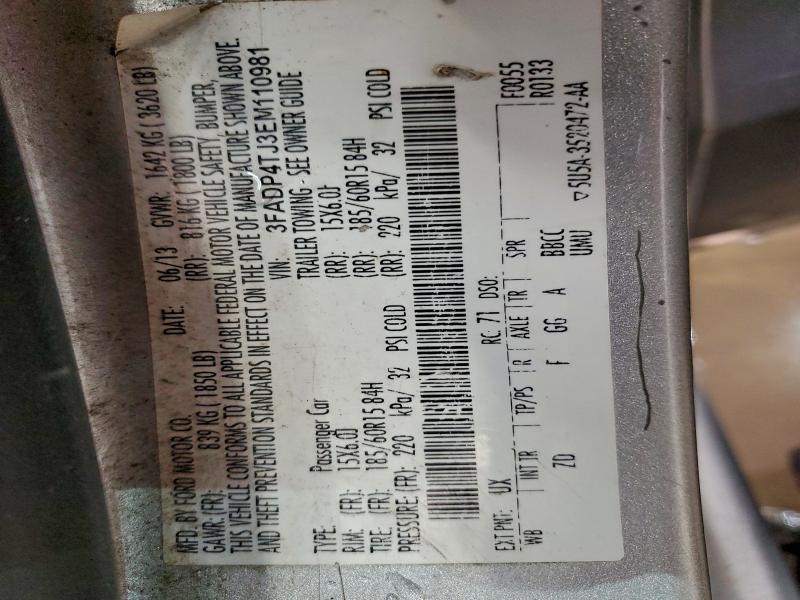 MFD. BY FORD MOTOR CO. DATE: 06/13 GVWR: 1642 KG (3620 LB)
GAWR: (FR): 839 KG (1850 LB) (RR): 816 KG (1800 LB)
THIS VEHICLE CONFORMS TO ALL APPLICABLE FEDERAL MOTOR VEHICLE SAFETY, BUMPER,
AND THEFT PREVENTION STANDARDS IN EFFECT ON THE DATE OF MANUFACTURE SHOWN ABOVE.
VIN: 3FADP4TJ3EM110981
TYPE: Passenger Car TRAILER TOWING - SEE OWNER GUIDE
RIM: (FR): 15X6.0J (RR): 15X6.0J
TIRE: (FR): 185/60R15 84H (RR): 185/60R15 84H
PRESSURE: (FR): 220 kPa/ 32 PSI COLD (RR): 220 kPa/ 32 PSI COLD
EXT PNT: UX RC: 71 DSO: F0055
WB INT TR TP/PS R AXLE TR SPR R0133
ZD F GG A BBCC
UMU
5U5A-3520472-AA